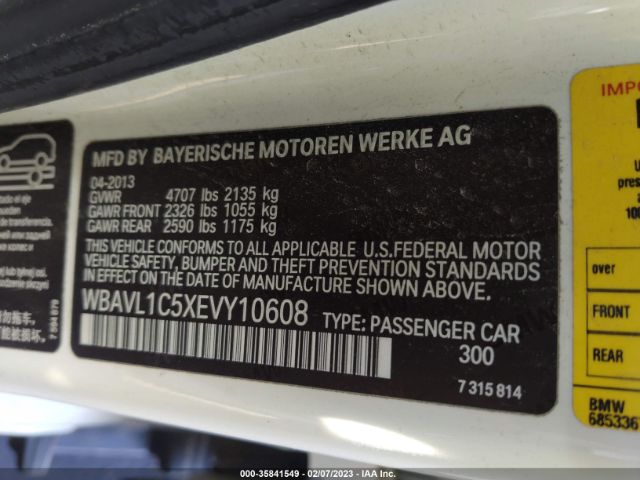 MFD BY BAYERISCHE MOTOREN WERKE AG
04-2013
GVWR 4707 lbs 2135 kg
GAWR FRONT 2326 lbs 1055 kg
GAWR REAR 2590 lbs 1175 kg
THIS VEHICLE CONFORMS TO ALL APPLICABLE U.S.FEDERAL MOTOR
VEHICLE SAFETY, BUMPER AND THEFT PREVENTION STANDARDS IN
EFFECT ON THE DATE OF MANUFACTURE SHOWN ABOVE.
WBAVL1C5XEVY10608 TYPE: PASSENGER CAR
300
7 315 814
7 504 879
over
FRONT
REAR
BMW
685336
000-35841549 - 02/07/2023 - IAA Inc.